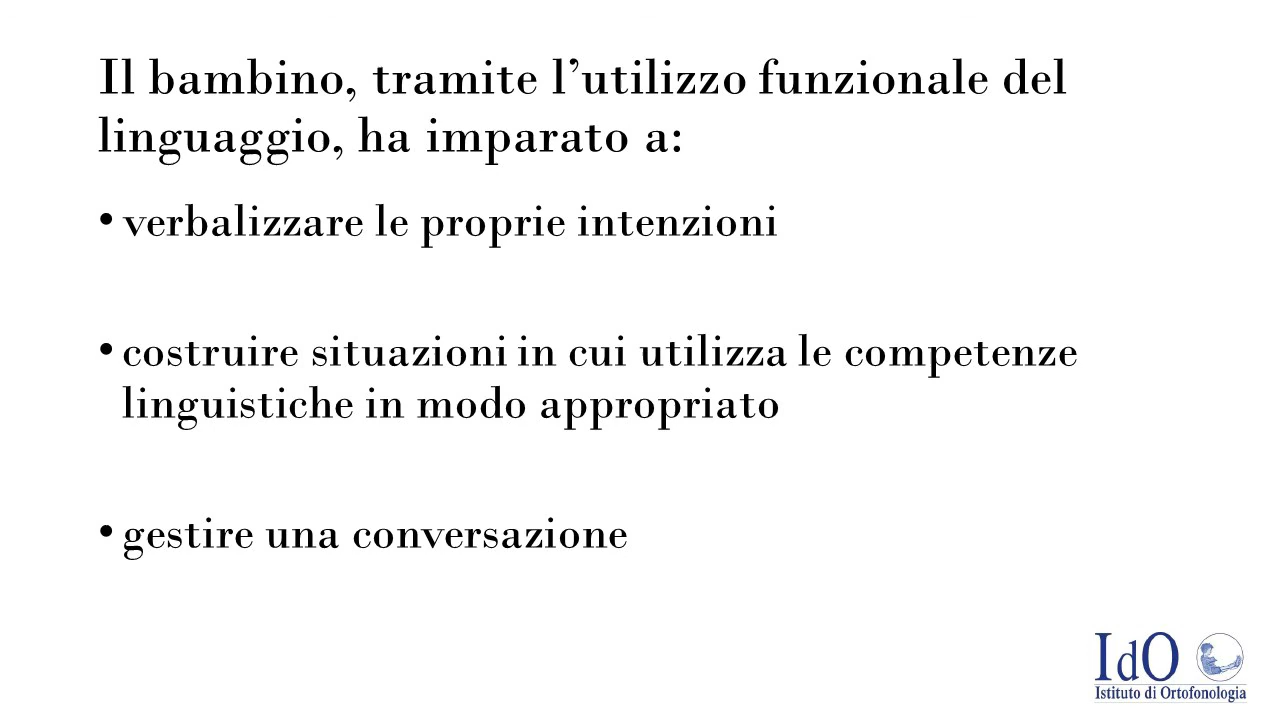 Il bambino, tramite l’utilizzo funzionale del
linguaggio, ha imparato a:
• verbalizzare le proprie intenzioni
• costruire situazioni in cui utilizza le competenze
linguistiche in modo appropriato
• gestire una conversazione
IdO
Istituto di Ortofonologia